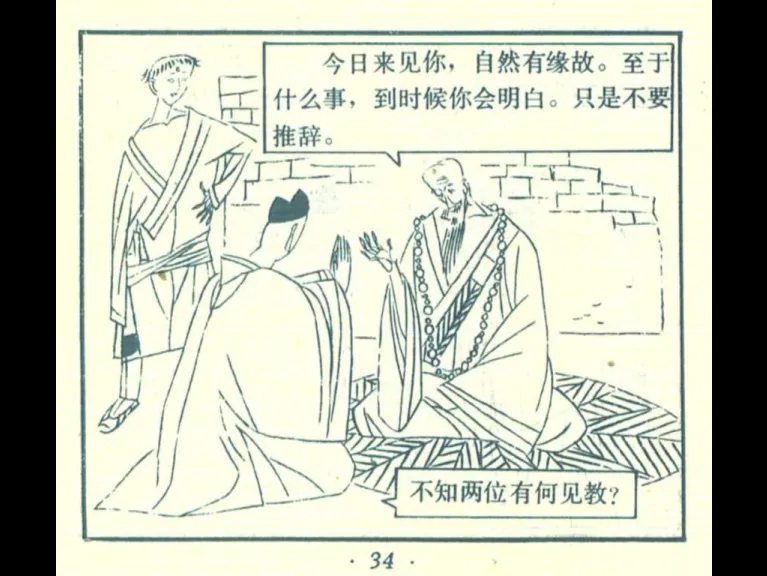 今日来见你，自然有缘故。至于
什么事，到时候你会明白。只是不要
推辞。
不知两位有何见教？
· 34 ·